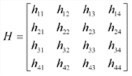 H = [h₁₁ h₁₂ h₁₃ h₁₄
h₂₁ h₂₂ h₂₃ h₂₄
h₃₁ h₃₂ h₃₃ h₃₄
h₄₁ h₄₂ h₄₃ h₄₄]